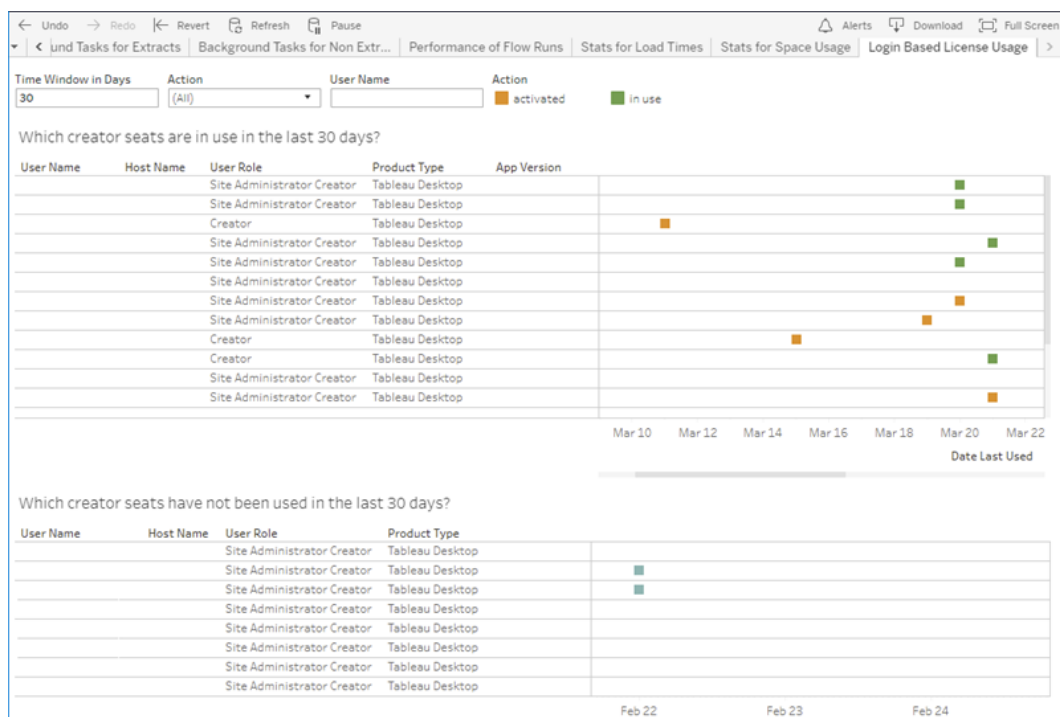 Undo Redo Revert Refresh Pause Alerts Download Full Screen
und Tasks for Extracts Background Tasks for Non Extr... Performance of Flow Runs Stats for Load Times Stats for Space Usage Login Based License Usage
Time Window in Days Action User Name Action
30 (All) activated in use
Which creator seats are in use in the last 30 days?
User Name Host Name User Role Product Type App Version
Site Administrator Creator Tableau Desktop
Site Administrator Creator Tableau Desktop
Creator Tableau Desktop
Site Administrator Creator Tableau Desktop
Site Administrator Creator Tableau Desktop
Site Administrator Creator Tableau Desktop
Site Administrator Creator Tableau Desktop
Site Administrator Creator Tableau Desktop
Creator Tableau Desktop
Creator Tableau Desktop
Site Administrator Creator Tableau Desktop
Site Administrator Creator Tableau Desktop
Mar 10 Mar 12 Mar 14 Mar 16 Mar 18 Mar 20 Mar 22
Date Last Used
Which creator seats have not been used in the last 30 days?
User Name Host Name User Role Product Type
Site Administrator Creator Tableau Desktop
Site Administrator Creator Tableau Desktop
Site Administrator Creator Tableau Desktop
Site Administrator Creator Tableau Desktop
Site Administrator Creator Tableau Desktop
Site Administrator Creator Tableau Desktop
Site Administrator Creator Tableau Desktop
Site Administrator Creator Tableau Desktop
Feb 22 Feb 23 Feb 24